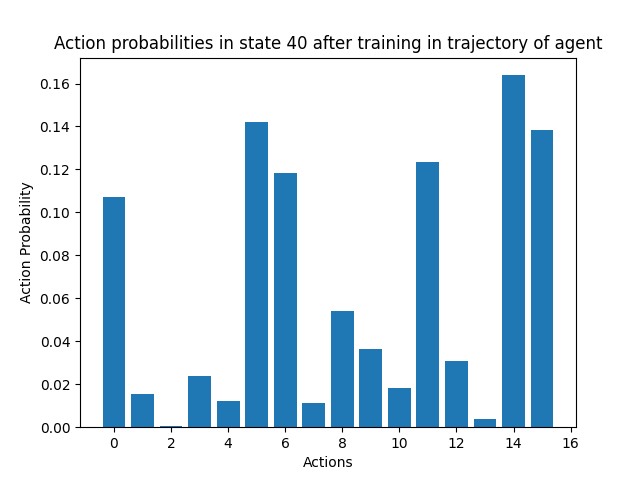 Action probabilities in state 40 after training in trajectory of agent
0.16
0.14
0.12
0.10
0.08
0.06
0.04
0.02
0.00
Action Probability
0 2 4 6 8 10 12 14 16
Actions